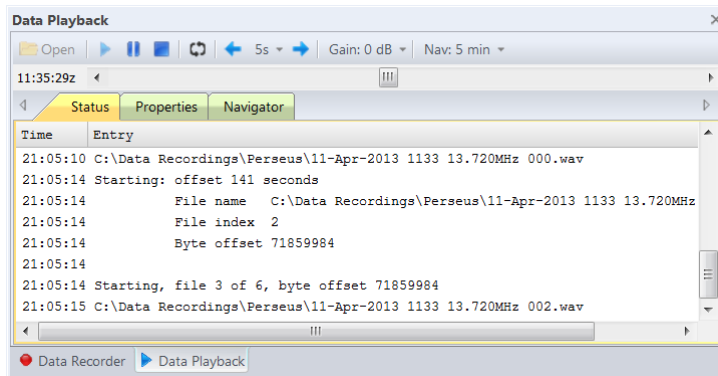 Data Playback
Open 5s Gain: 0 dB Nav: 5 min
11:35:29z
Status Properties Navigator
Time Entry
21:05:10 C:\Data Recordings\Perseus\11-Apr-2013 1133 13.720MHz 000.wav
21:05:14 Starting: offset 141 seconds
21:05:14 File name C:\Data Recordings\Perseus\11-Apr-2013 1133 13.720MHz
21:05:14 File index 2
21:05:14 Byte offset 71859984
21:05:14
21:05:14 Starting, file 3 of 6, byte offset 71859984
21:05:15 C:\Data Recordings\Perseus\11-Apr-2013 1133 13.720MHz 002.wav
Data Recorder Data Playback